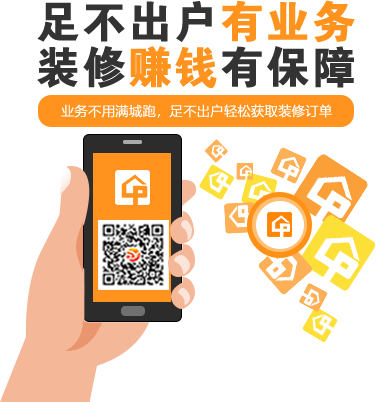 足不出户有业务
装修赚钱有保障
业务不用满城跑，足不出户轻松获取装修订单